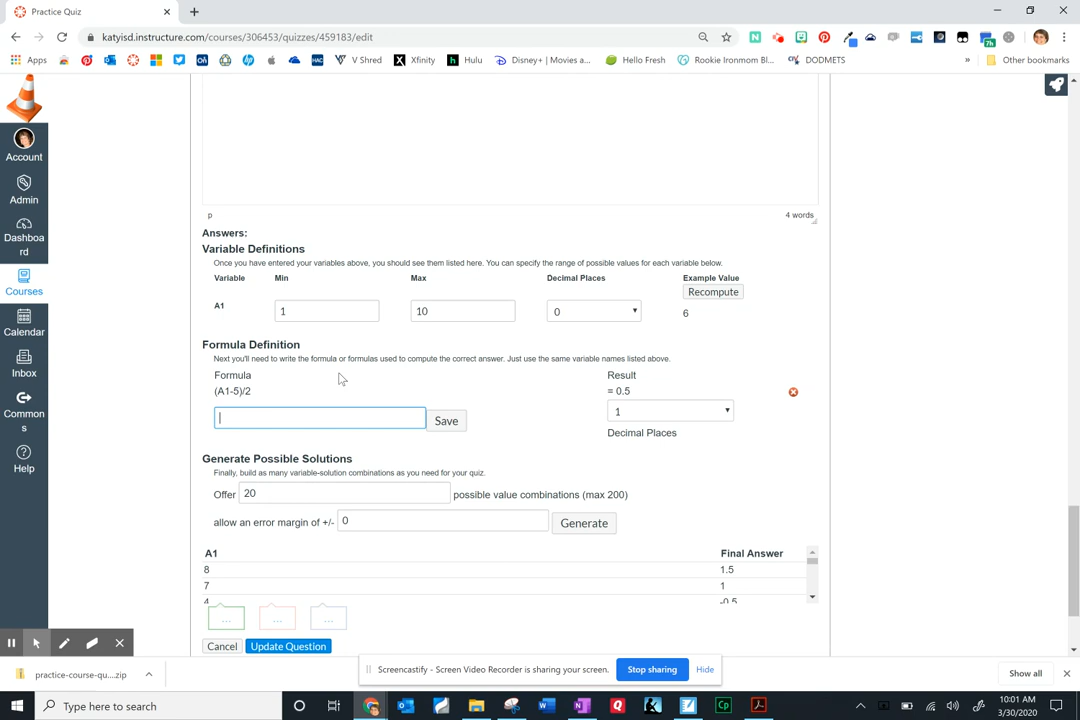 Practice Quiz
katyisd.instructure.com/courses/306453/quizzes/459183/edit
Apps
V Shred
Xfinity
Hulu
Disney+ | Movies a...
Hello Fresh
Rookie Ironmom Bl...
DODMETS
»
Other bookmarks
p
4 words
Account
Admin
Dashboa
rd
Courses
Calendar
Inbox
Common
s
Help
Answers:
Variable Definitions
Once you have entered your variables above, you should see them listed here. You can specify the range of possible values for each variable below.
Variable Min Max Decimal Places Example Value
Recompute
A1 1 10 0 6
Formula Definition
Next you'll need to write the formula or formulas used to compute the correct answer. Just use the same variable names listed above.
Formula Result
(A1-5)/2 = 0.5
Save 1
Decimal Places
Generate Possible Solutions
Finally, build as many variable-solution combinations as you need for your quiz.
Offer 20 possible value combinations (max 200)
allow an error margin of +/- 0 Generate
A1 Final Answer
8 1.5
7 1
4 -0.5
... ... ...
Cancel Update Question
Screencastify - Screen Video Recorder is sharing your screen. Stop sharing Hide
practice-course-qu....zip
Show all
Type here to search
10:01 AM
3/30/2020